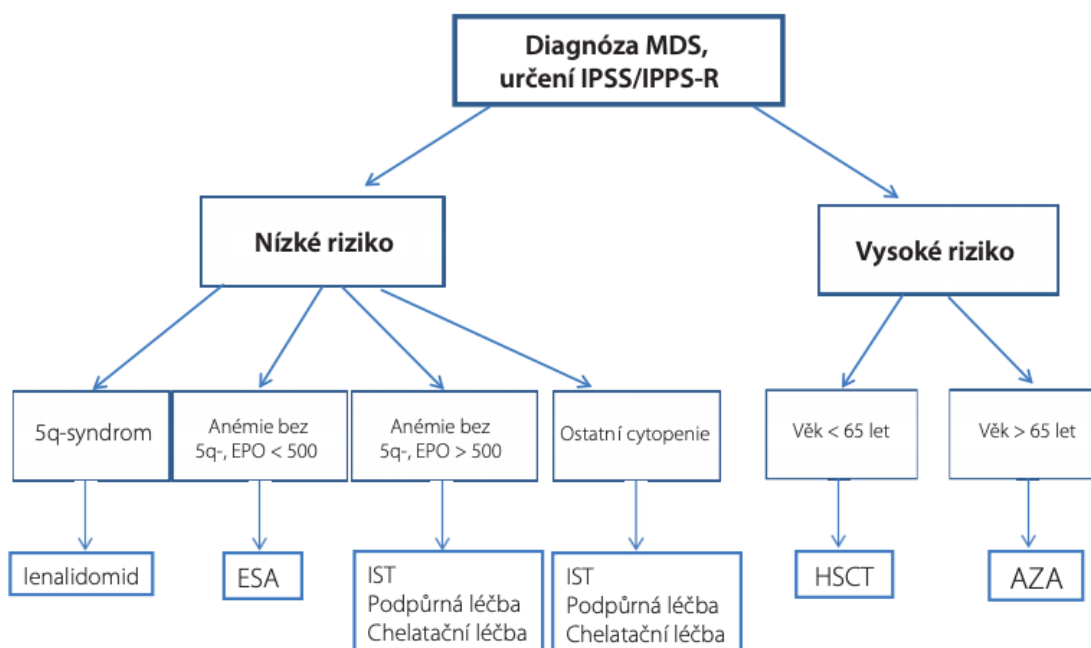 Diagnóza MDS,
určení IPSS/IPPS-R
Nízké riziko
Vysoké riziko
5q-syndrom
Anémie bez
5q-, EPO < 500
Anémie bez
5q-, EPO > 500
Ostatní cytopenie
Věk < 65 let
Věk > 65 let
lenalidomid
ESA
IST
Podpůrná léčba
Chelatační léčba
IST
Podpůrná léčba
Chelatační léčba
HSCT
AZA